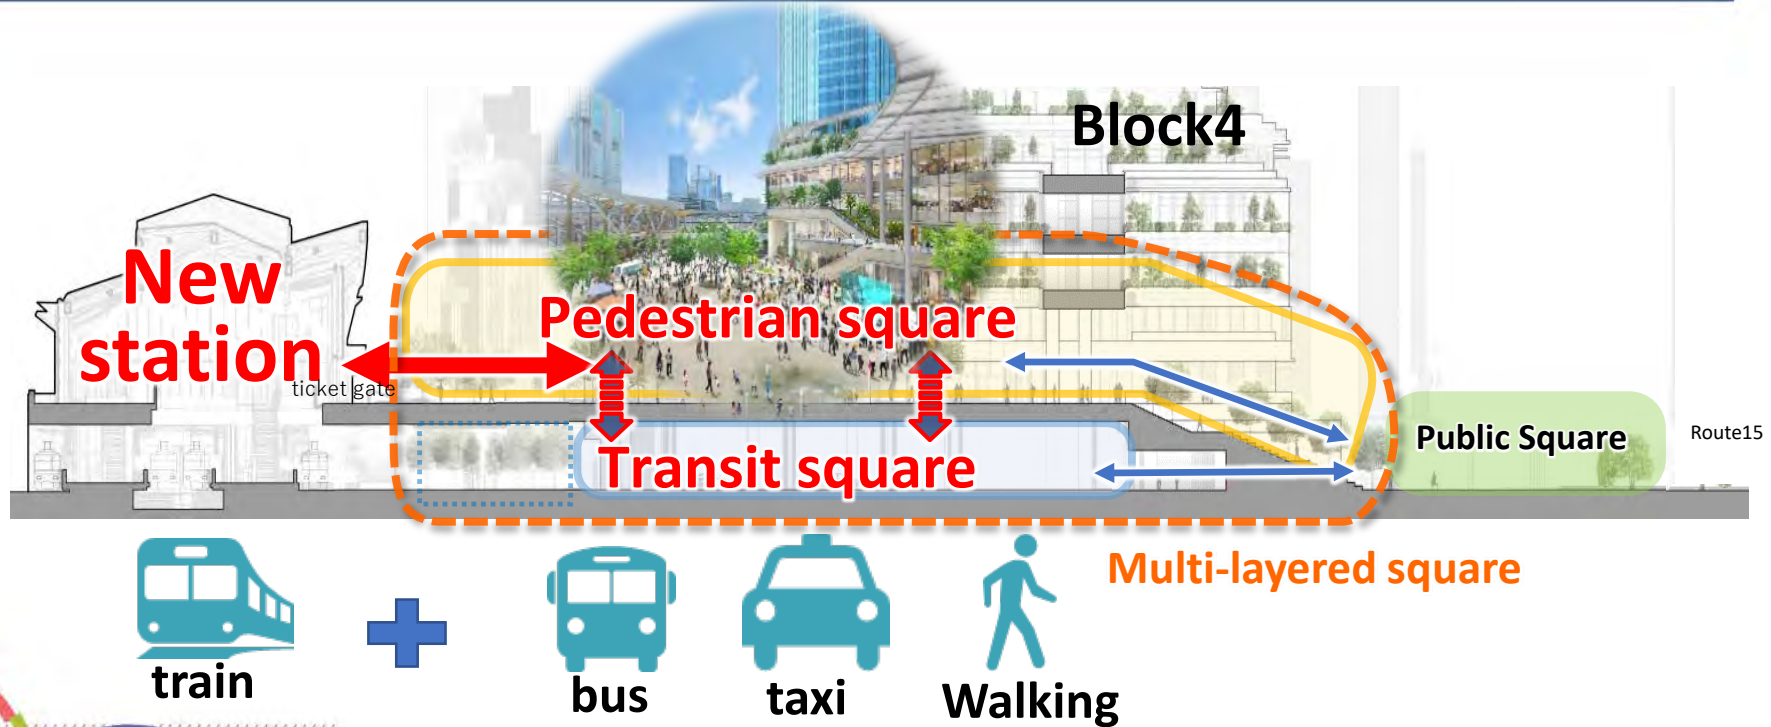 Block4
New
station
ticket gate
Pedestrian square
Transit square
Public Square
Route15
Multi-layered square
train
bus
taxi
Walking